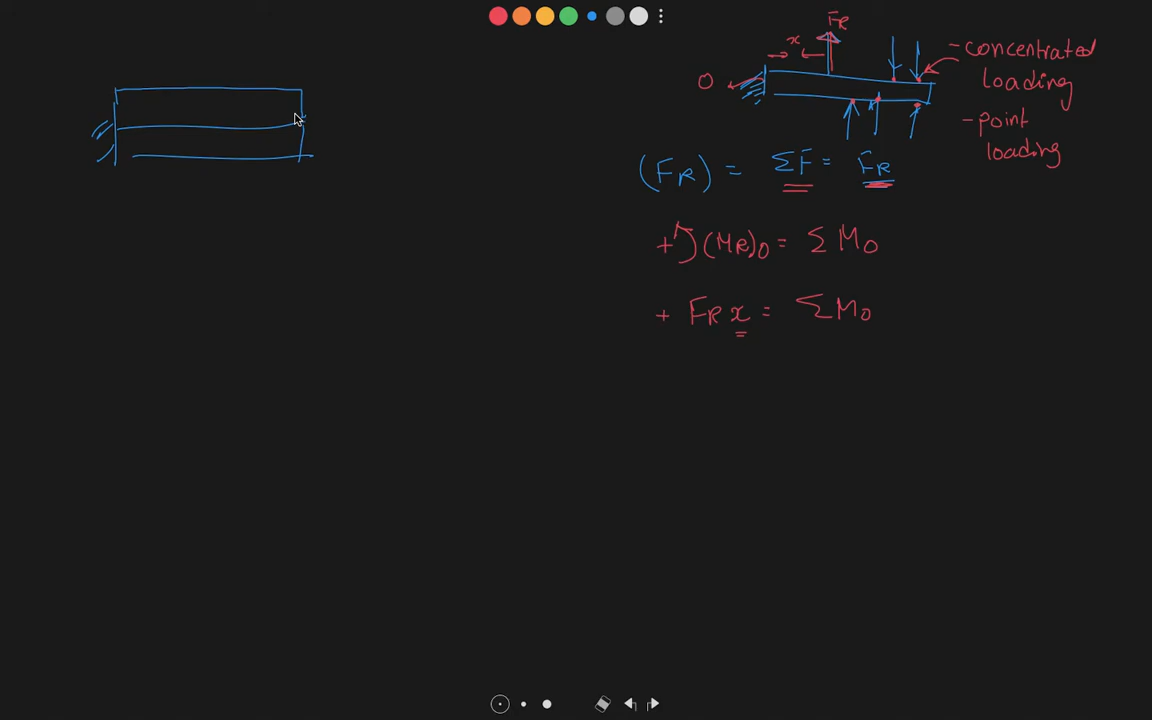 FR
x
O
- concentrated
loading
- point
loading
(FR) = ΣF = FR
+ (MR)O = ΣMO
+ FR x = ΣMO